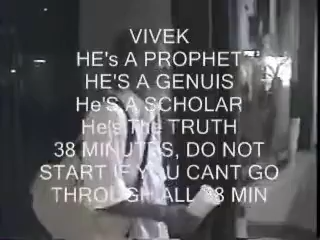 VIVEK
HE's A PROPHET
HE'S A GENUIS
He'S A SCHOLAR
He's The TRUTH
38 MINUTES, DO NOT
START IF YOU CANT GO
THROUGH ALL 38 MIN